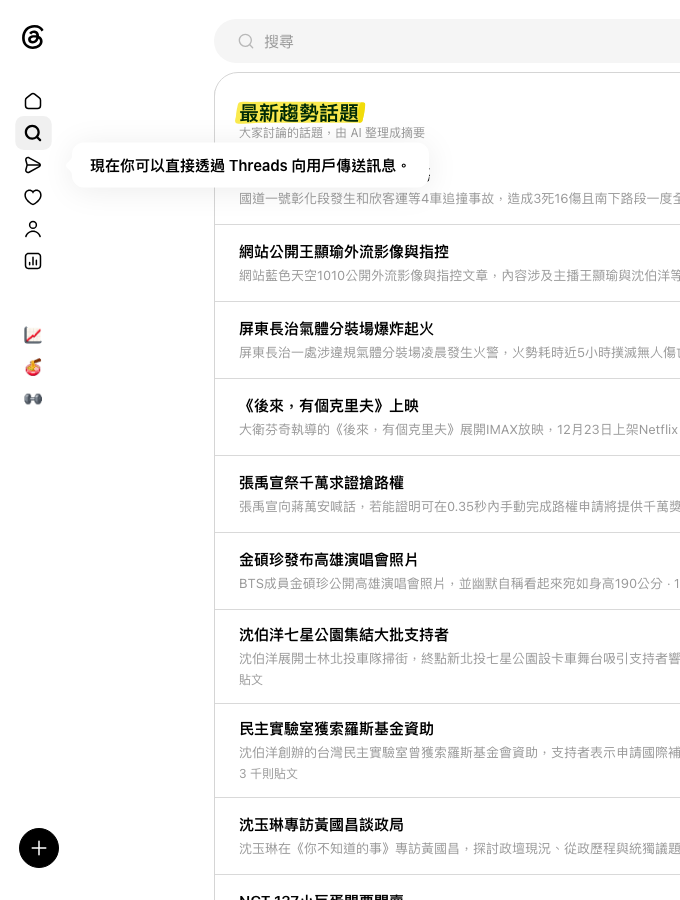 搜尋
最新趨勢話題
大家討論的話題，由 AI 整理成摘要
現在你可以直接透過 Threads 向用戶傳送訊息。
國道一號彰化段發生和欣客運等4車追撞事故，造成3死16傷且南下路段一度全
網站公開王顥瑜外流影像與指控
網站藍色天空1010公開外流影像與指控文章，內容涉及主播王顥瑜與沈伯洋等
屏東長治氣體分裝場爆炸起火
屏東長治一處涉違規氣體分裝場凌晨發生火警，火勢耗時近5小時撲滅無人傷亡
《後來，有個克里夫》上映
大衛芬奇執導的《後來，有個克里夫》展開IMAX放映，12月23日上架Netflix
張禹宣祭千萬求證搶路權
張禹宣向蔣萬安喊話，若能證明可在0.35秒內手動完成路權申請將提供千萬獎
金碩珍發布高雄演唱會照片
BTS成員金碩珍公開高雄演唱會照片，並幽默自稱看起來宛如身高190公分 · 1
沈伯洋七星公園集結大批支持者
沈伯洋展開士林北投車隊掃街，終點新北投七星公園設卡車舞台吸引支持者響
貼文
民主實驗室獲索羅斯基金資助
沈伯洋創辦的台灣民主實驗室曾獲索羅斯基金會資助，支持者表示申請國際補
3 千則貼文
沈玉琳專訪黃國昌談政局
沈玉琳在《你不知道的事》專訪黃國昌，探討政壇現況、從政歷程與統獨議題